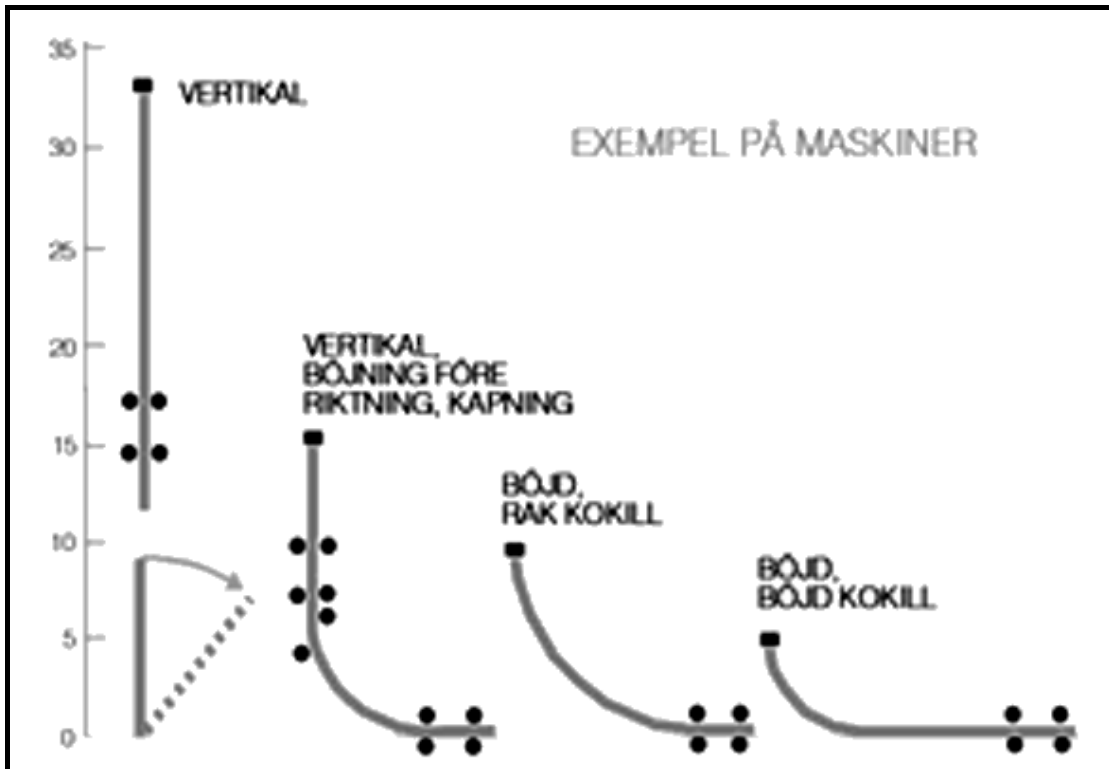 35
VERTIKAL
EXEMPEL PÅ MASKINER
30
25
20
VERTIKAL,
BÖJNING FÖRE
RIKTNING, KAPNING
15
BÖJD,
RAK KOKILL
10
BÖJD,
BÖJD KOKILL
5
0